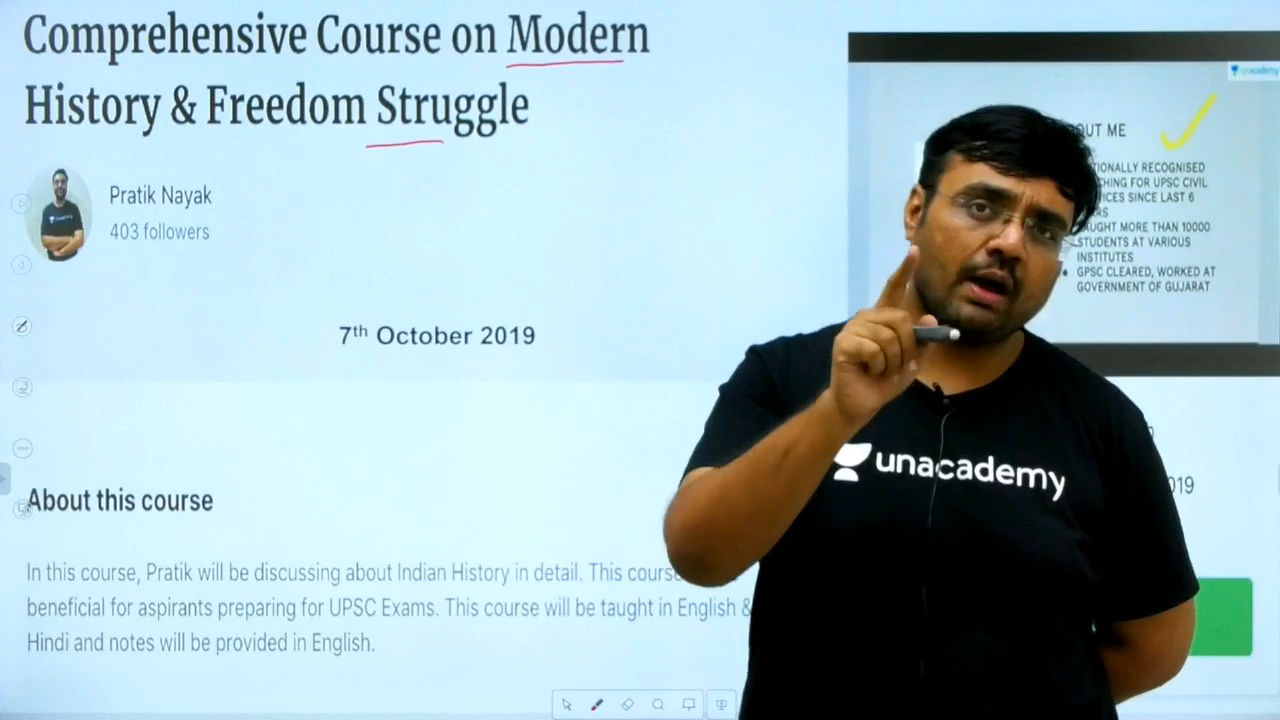 Comprehensive Course on Modern
History & Freedom Struggle
Pratik Nayak
403 followers
7th October 2019
About this course
In this course, Pratik will be discussing about Indian History in detail. This course
beneficial for aspirants preparing for UPSC Exams. This course will be taught in English &
Hindi and notes will be provided in English.
unacademy
OUT ME
TIONALLY RECOGNISED
CHING FOR UPSC CIVIL
ICES SINCE LAST 6
ARS
AUGHT MORE THAN 10000
STUDENTS AT VARIOUS
INSTITUTES
• GPSC CLEARED, WORKED AT
GOVERNMENT OF GUJARAT
unacademy
019